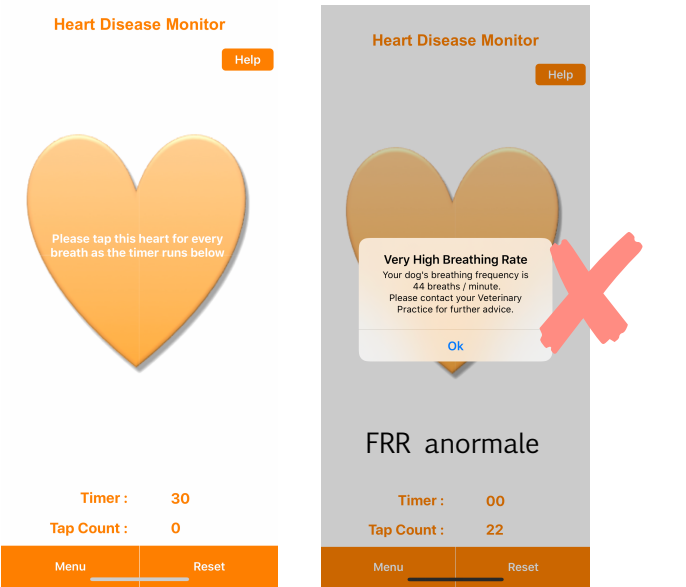 Heart Disease Monitor
Help
Please tap this heart for every
breath as the timer runs below
Timer : 30
Tap Count : 0
Menu Reset
Heart Disease Monitor
Help
Very High Breathing Rate
Your dog's breathing frequency is
44 breaths / minute.
Please contact your Veterinary
Practice for further advice.
Ok
FRR anormale
Timer : 00
Tap Count : 22
Menu Reset